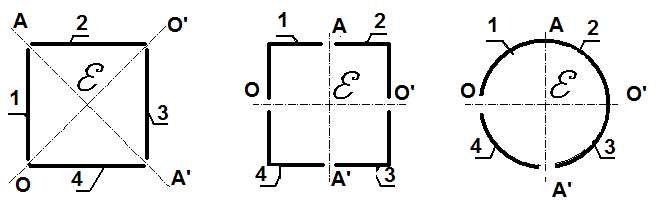 A 2 O'
1 ℰ 3
O 4 A'
1 A 2
O ℰ O'
4 A' 3
1 A 2
O ℰ O'
4 A' 3